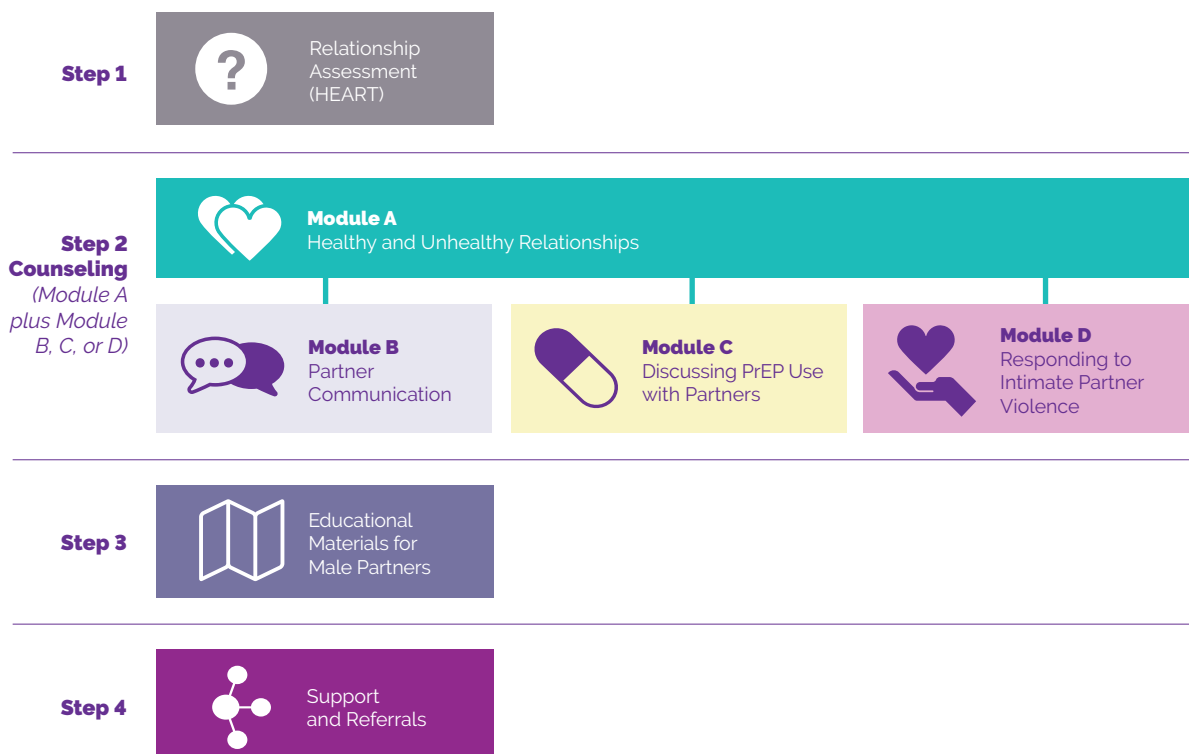 Step 1
?
Relationship
Assessment
(HEART)
Step 2
Counseling
(Module A
plus Module
B, C, or D)
Module A
Healthy and Unhealthy Relationships
Module B
Partner
Communication
Module C
Discussing PrEP Use
with Partners
Module D
Responding to
Intimate Partner
Violence
Step 3
Educational
Materials for
Male Partners
Step 4
Support
and Referrals